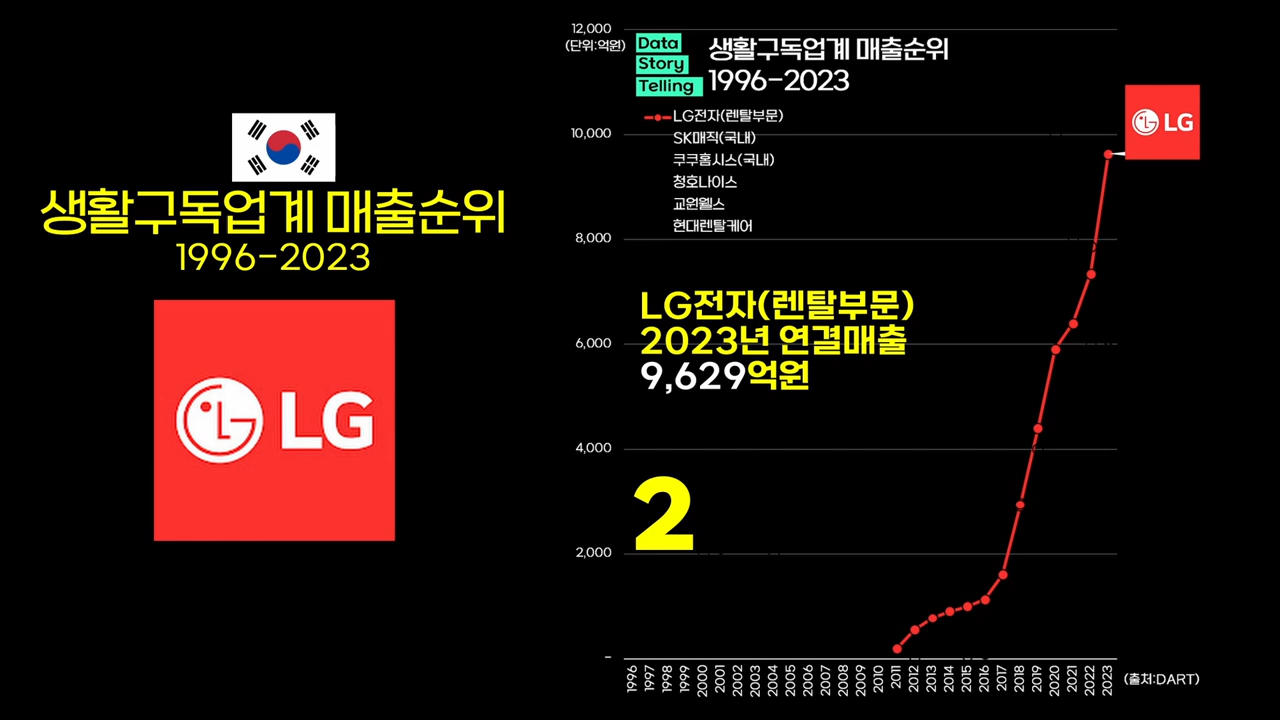 생활구독업계 매출순위
1996-2023
LG
12,000
(단위:억원)
Data
Story
Telling
생활구독업계 매출순위
1996-2023
LG전자(렌탈부문)
SK매직(국내)
쿠쿠홈시스(국내)
청호나이스
교원웰스
현대렌탈케어
10,000
8,000
6,000
4,000
2,000
-
LG전자(렌탈부문)
2023년 연결매출
9,629억원
2
LG
1996 1997 1998 1999 2000 2001 2002 2003 2004 2005 2006 2007 2008 2009 2010 2011 2012 2013 2014 2015 2016 2017 2018 2019 2020 2021 2022 2023
(출처:DART)